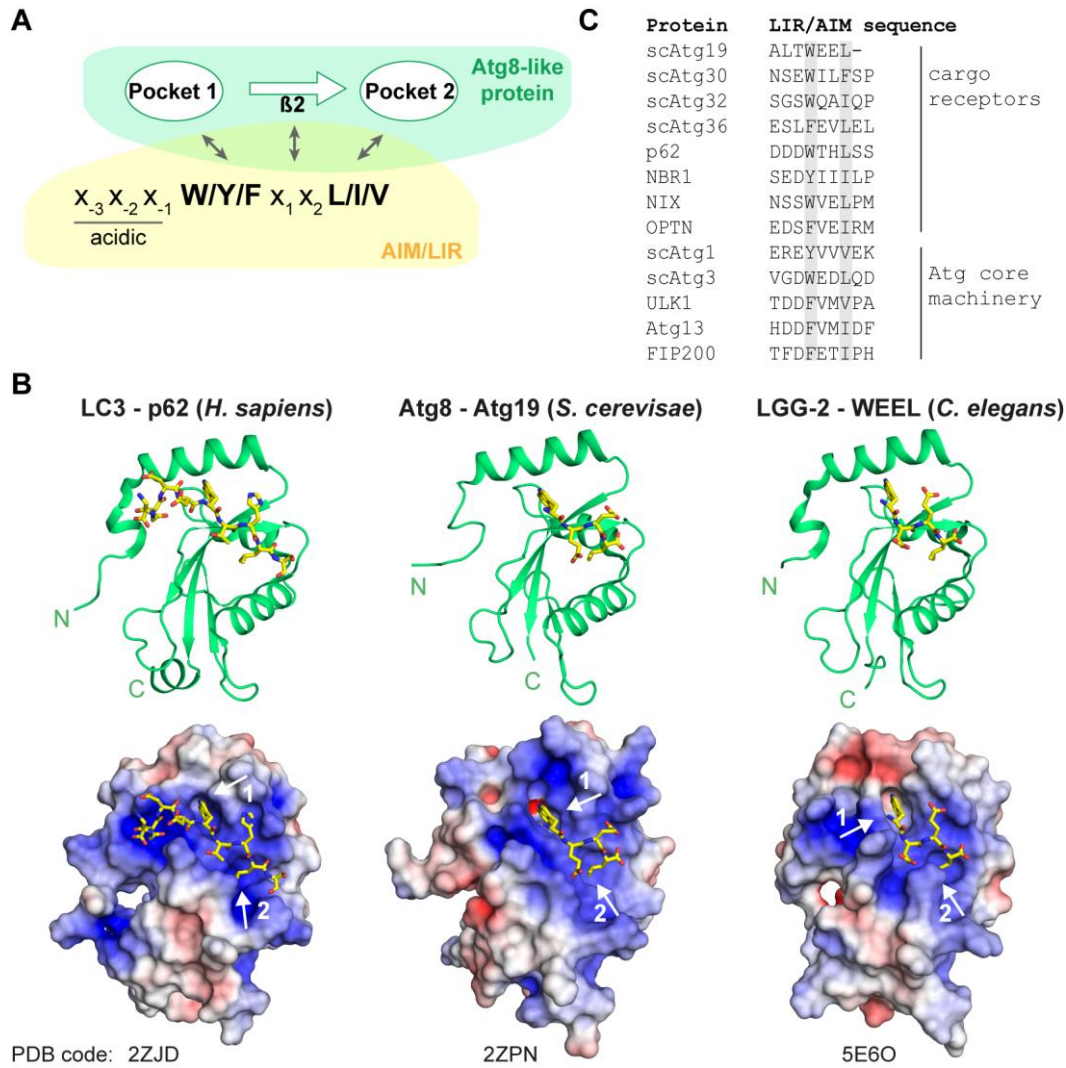 A
Pocket 1
ß2
Pocket 2
Atg8-like
protein
x-3 x-2 x-1 W/Y/F x1 x2 L/I/V
acidic
AIM/LIR
C
Protein LIR/AIM sequence
scAtg19 ALTWEEL-
scAtg30 NSEWILFSP
scAtg32 SGSWQAIQP
scAtg36 ESLFEVLEL
p62 DDDWTHLSS
NBR1 SEDYIIILP
NIX NSSWVELPM
OPTN EDSFVEIRM
cargo
receptors
scAtg1 EREYVVVEK
scAtg3 VGDWEDLQD
ULK1 TDDFVMVPA
Atg13 HDDFVMIDF
FIP200 TFDFETIPH
Atg core
machinery
B
LC3 - p62 (H. sapiens)
N
C
1
2
Atg8 - Atg19 (S. cerevisae)
N
C
1
2
LGG-2 - WEEL (C. elegans)
N
C
1
2
PDB code: 2ZJD
2ZPN
5E6O